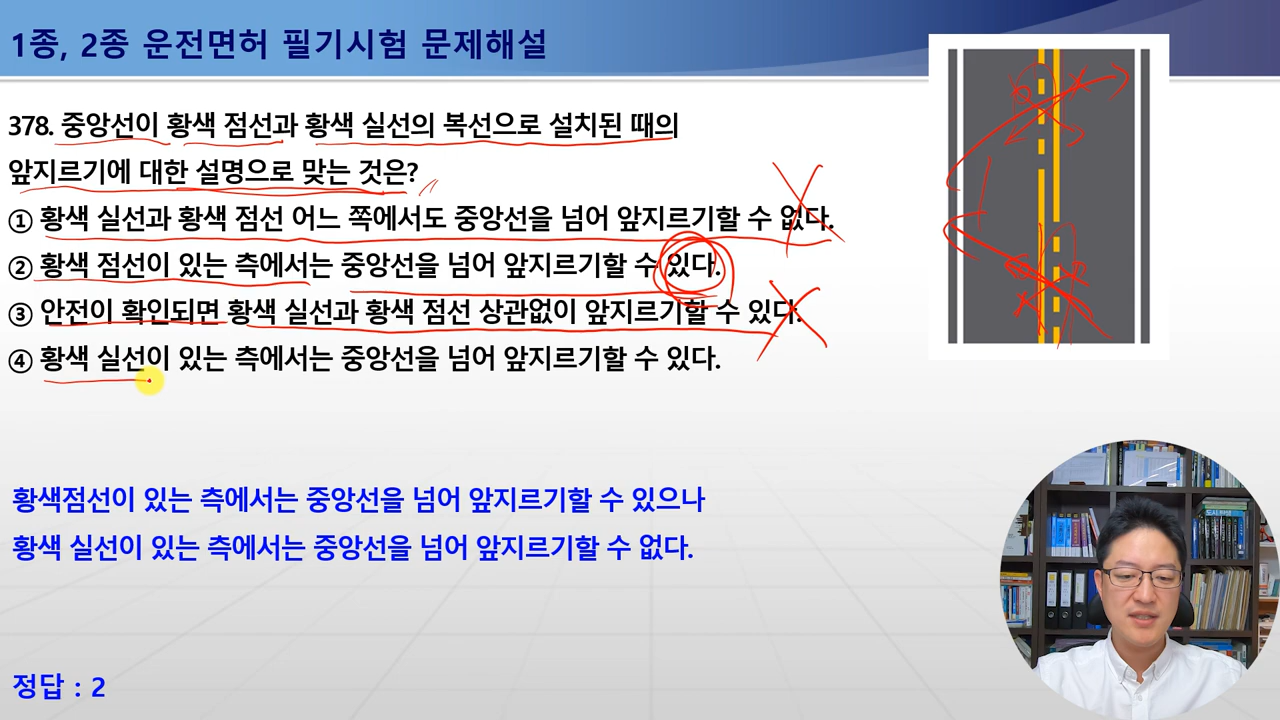 1종, 2종 운전면허 필기시험 문제해설
378. 중앙선이 황색 점선과 황색 실선의 복선으로 설치된 때의
앞지르기에 대한 설명으로 맞는 것은?
① 황색 실선과 황색 점선 어느 쪽에서도 중앙선을 넘어 앞지르기할 수 없다.
② 황색 점선이 있는 측에서는 중앙선을 넘어 앞지르기할 수 있다.
③ 안전이 확인되면 황색 실선과 황색 점선 상관없이 앞지르기할 수 있다.
④ 황색 실선이 있는 측에서는 중앙선을 넘어 앞지르기할 수 있다.
황색점선이 있는 측에서는 중앙선을 넘어 앞지르기할 수 있으나
황색 실선이 있는 측에서는 중앙선을 넘어 앞지르기할 수 없다.
정답 : 2